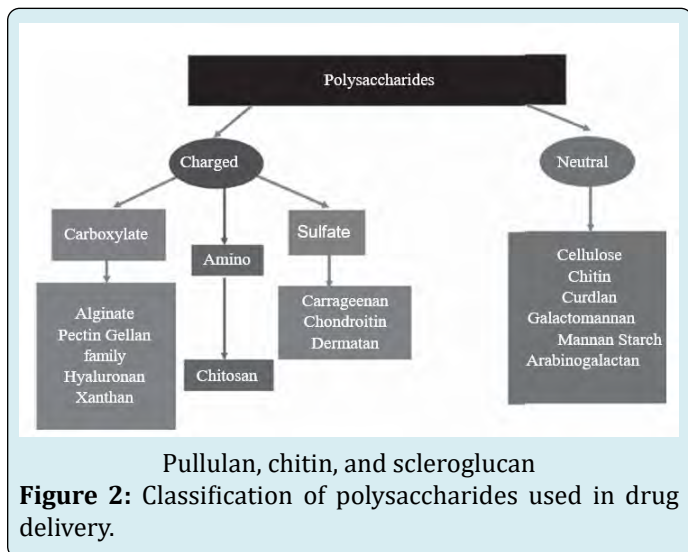 Polysaccharides
Charged
Neutral
Carboxylate
Amino
Sulfate
Alginate
Pectin Gellan
family
Hyaluronan
Xanthan
Chitosan
Carrageenan
Chondroitin
Dermatan
Cellulose
Chitin
Curdlan
Galactomannan
Mannan Starch
Arabinogalactan
Pullulan, chitin, and scleroglucan
Figure 2: Classification of polysaccharides used in drug
delivery.